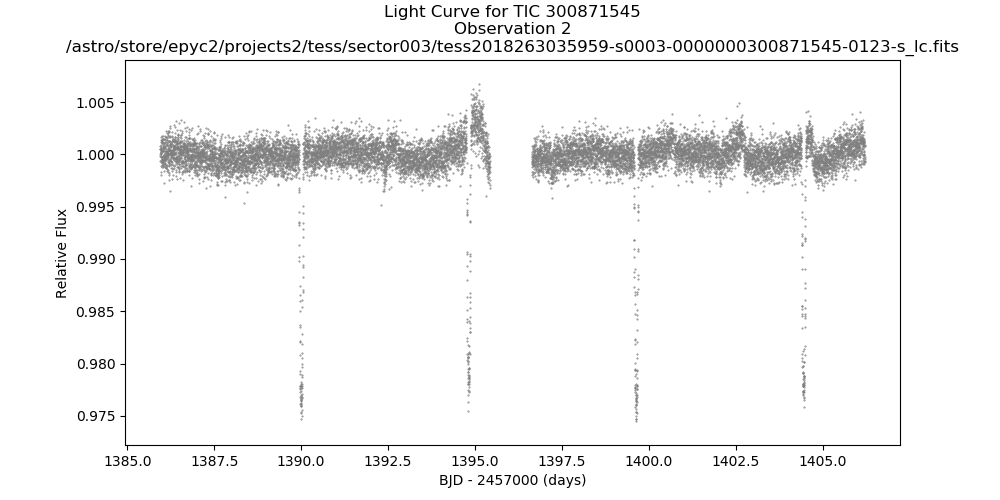 Light Curve for TIC 300871545
Observation 2
/astro/store/epyc2/projects2/tess/sector003/tess2018263035959-s0003-0000000300871545-0123-s_lc.fits
Relative Flux
1.005
1.000
0.995
0.990
0.985
0.980
0.975
1385.0 1387.5 1390.0 1392.5 1395.0 1397.5 1400.0 1402.5 1405.0
BJD - 2457000 (days)